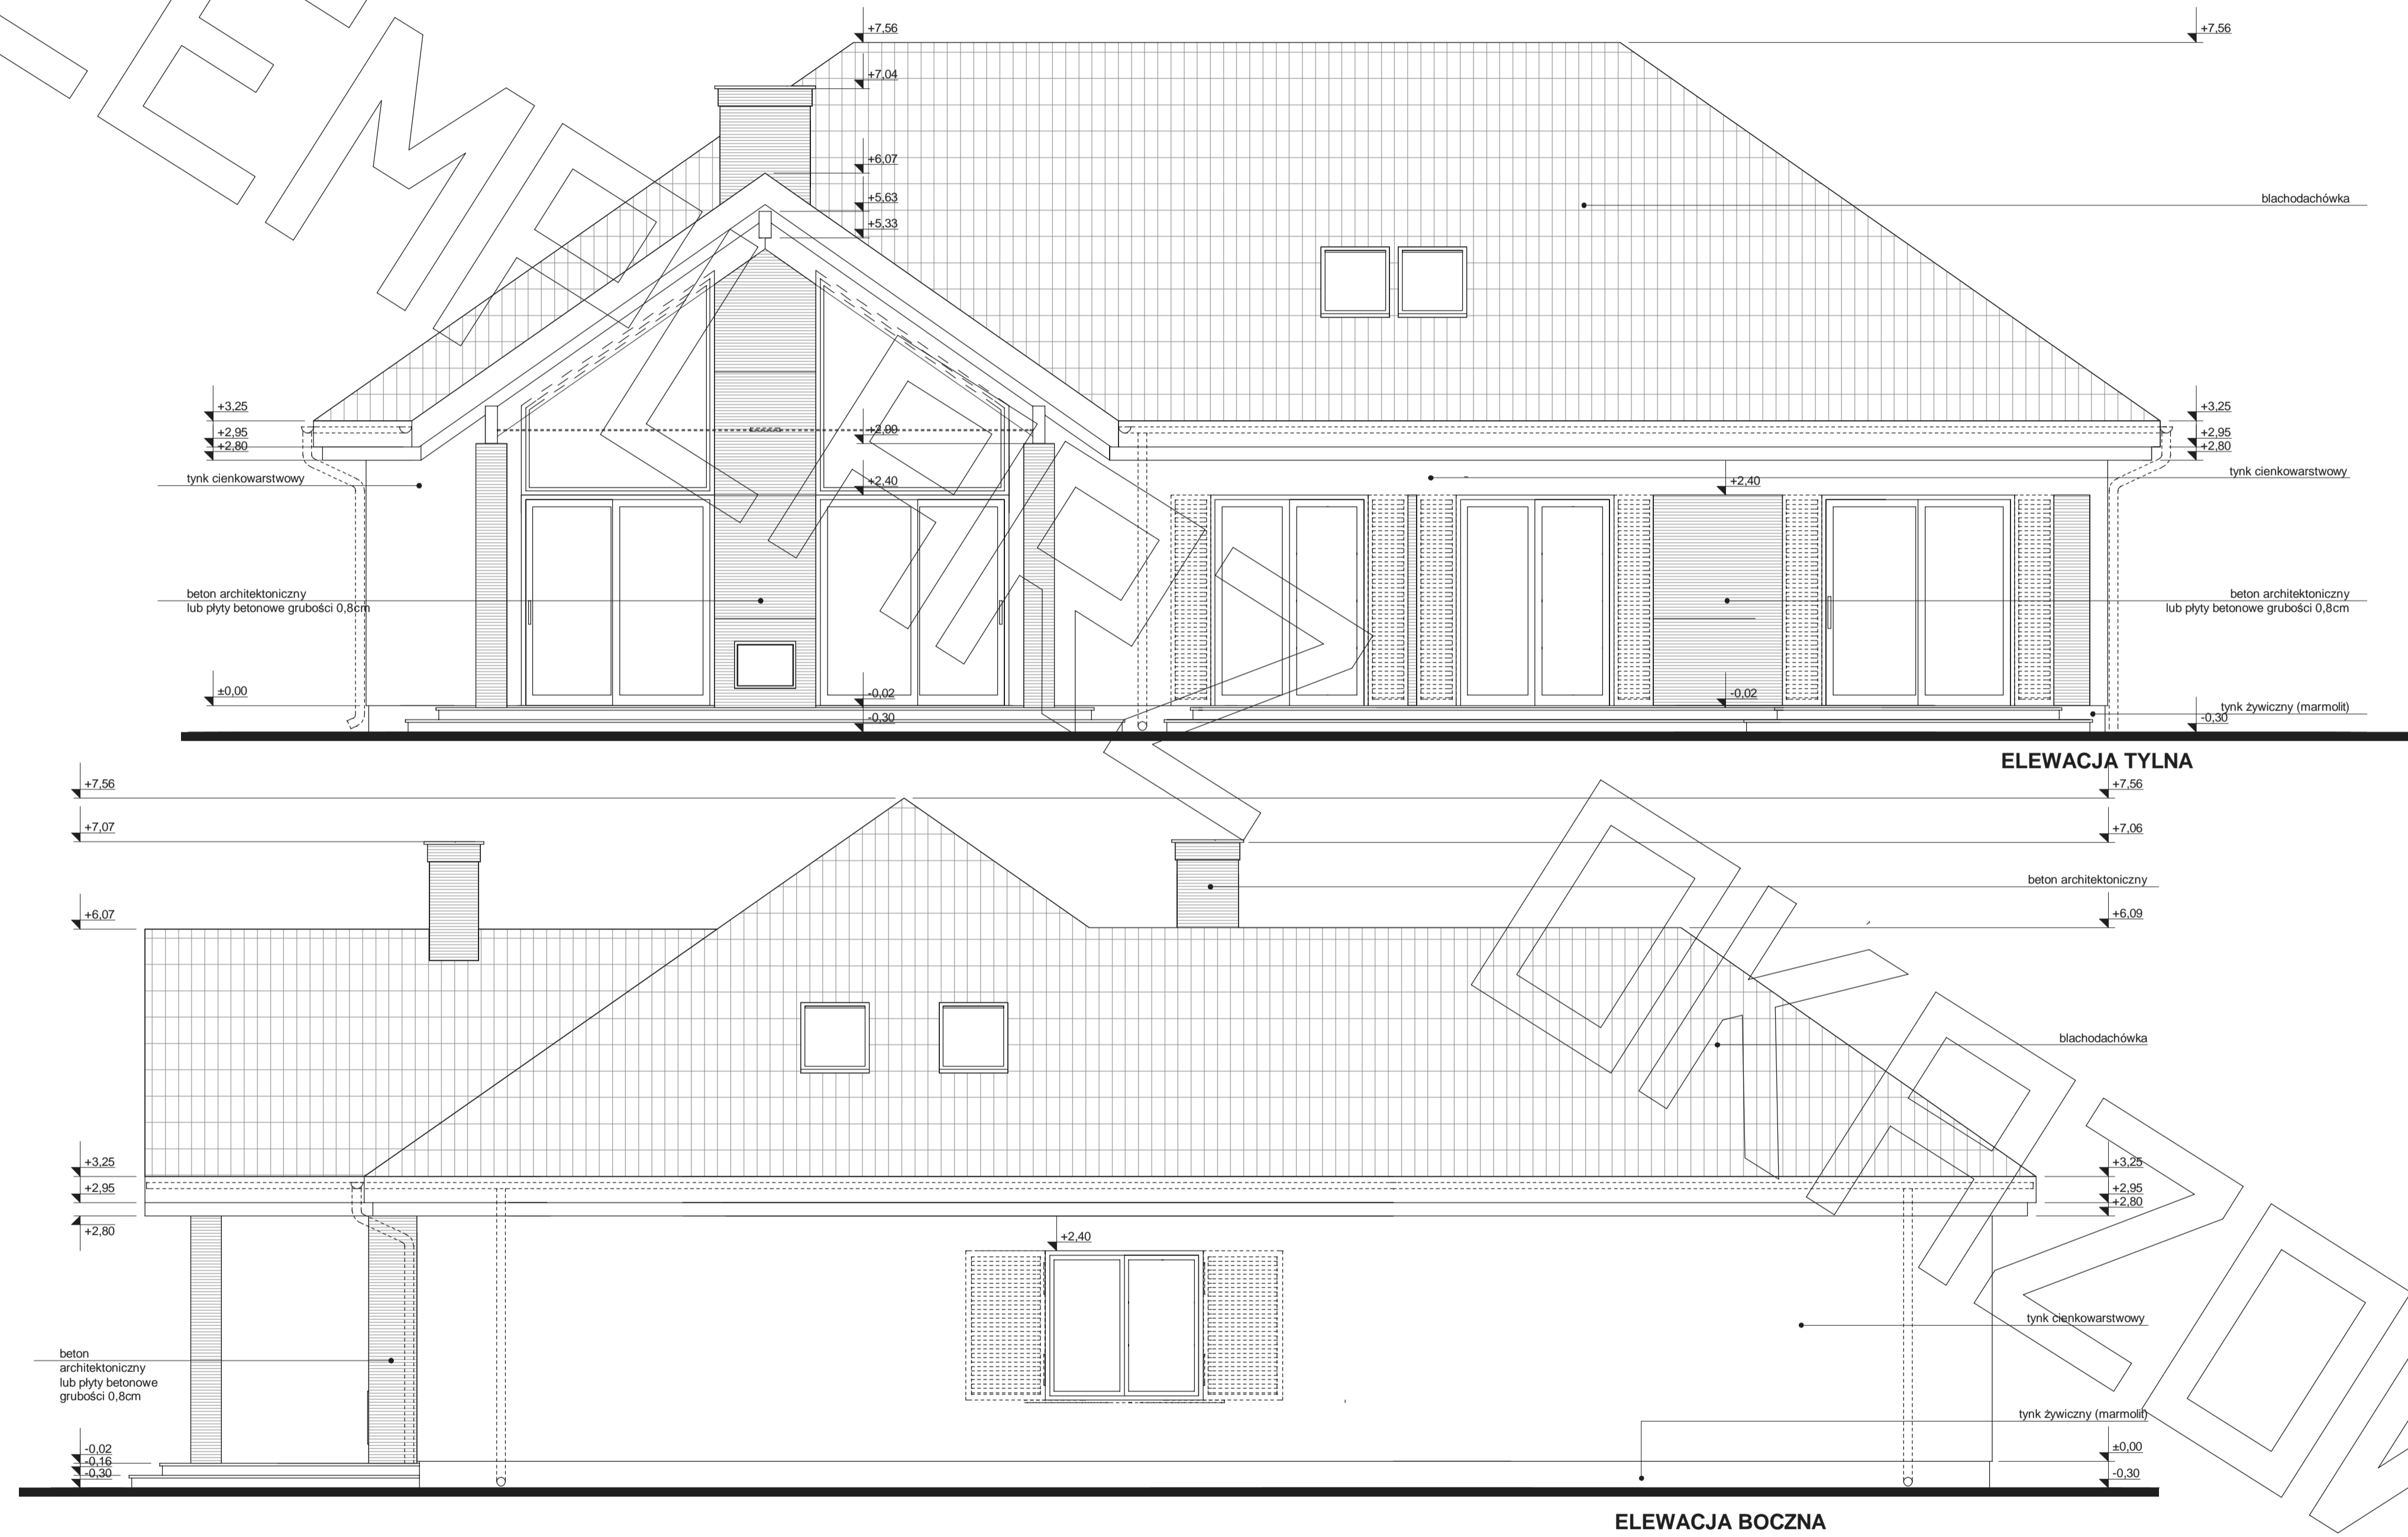 +7,56
+7,56
+7,04
+6,07
+5,63
+5,33
blachodachówka
+3,25
+2,95
+2,80
+3,25
+2,95
+2,80
tynk cienkowarstwowy
+2,40
+2,40
tynk cienkowarstwowy
beton architektoniczny
lub płyty betonowe grubości 0,8cm
beton architektoniczny
lub płyty betonowe grubości 0,8cm
±0,00
-0,02
-0,30
-0,02
tynk żywiczny (marmolit)
-0,30
ELEWACJA TYLNA
+7,56
+7,56
+7,07
+7,06
beton architektoniczny
+6,07
+6,09
blachodachówka
+3,25
+2,95
+2,80
+3,25
+2,95
+2,80
+2,40
tynk cienkowarstwowy
beton
architektoniczny
lub płyty betonowe
grubości 0,8cm
tynk żywiczny (marmolit)
-0,02
-0,16
-0,30
±0,00
-0,30
ELEWACJA BOCZNA